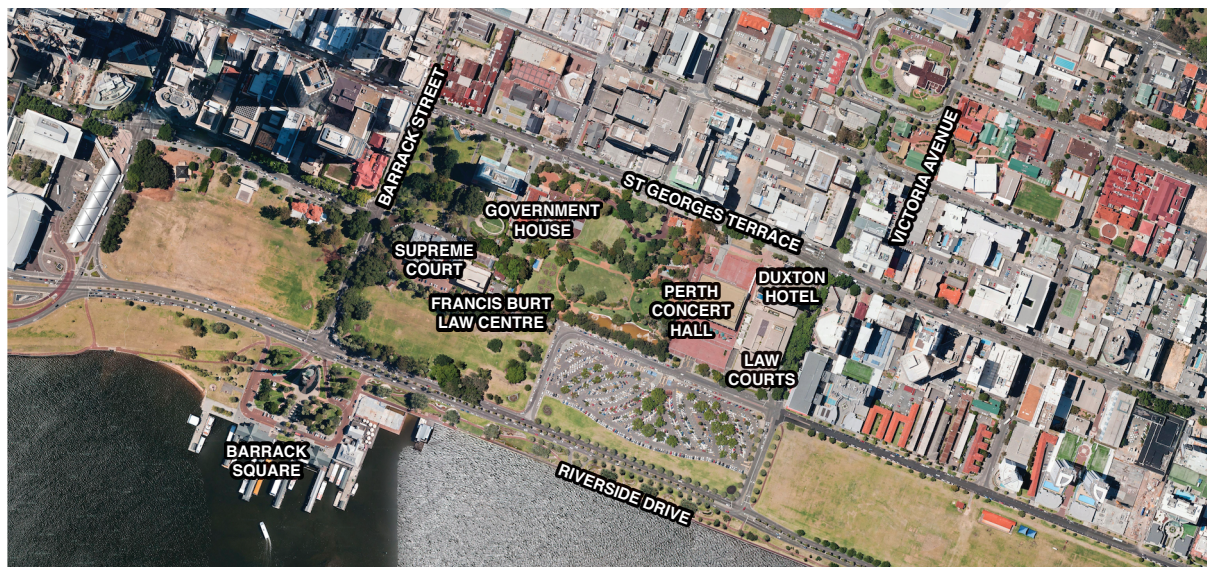 BARRACK STREET
VICTORIA AVENUE
ST GEORGES TERRACE
GOVERNMENT
HOUSE
SUPREME
COURT
FRANCIS BURT
LAW CENTRE
PERTH
CONCERT
HALL
DUXTON
HOTEL
LAW
COURTS
BARRACK
SQUARE
RIVERSIDE DRIVE